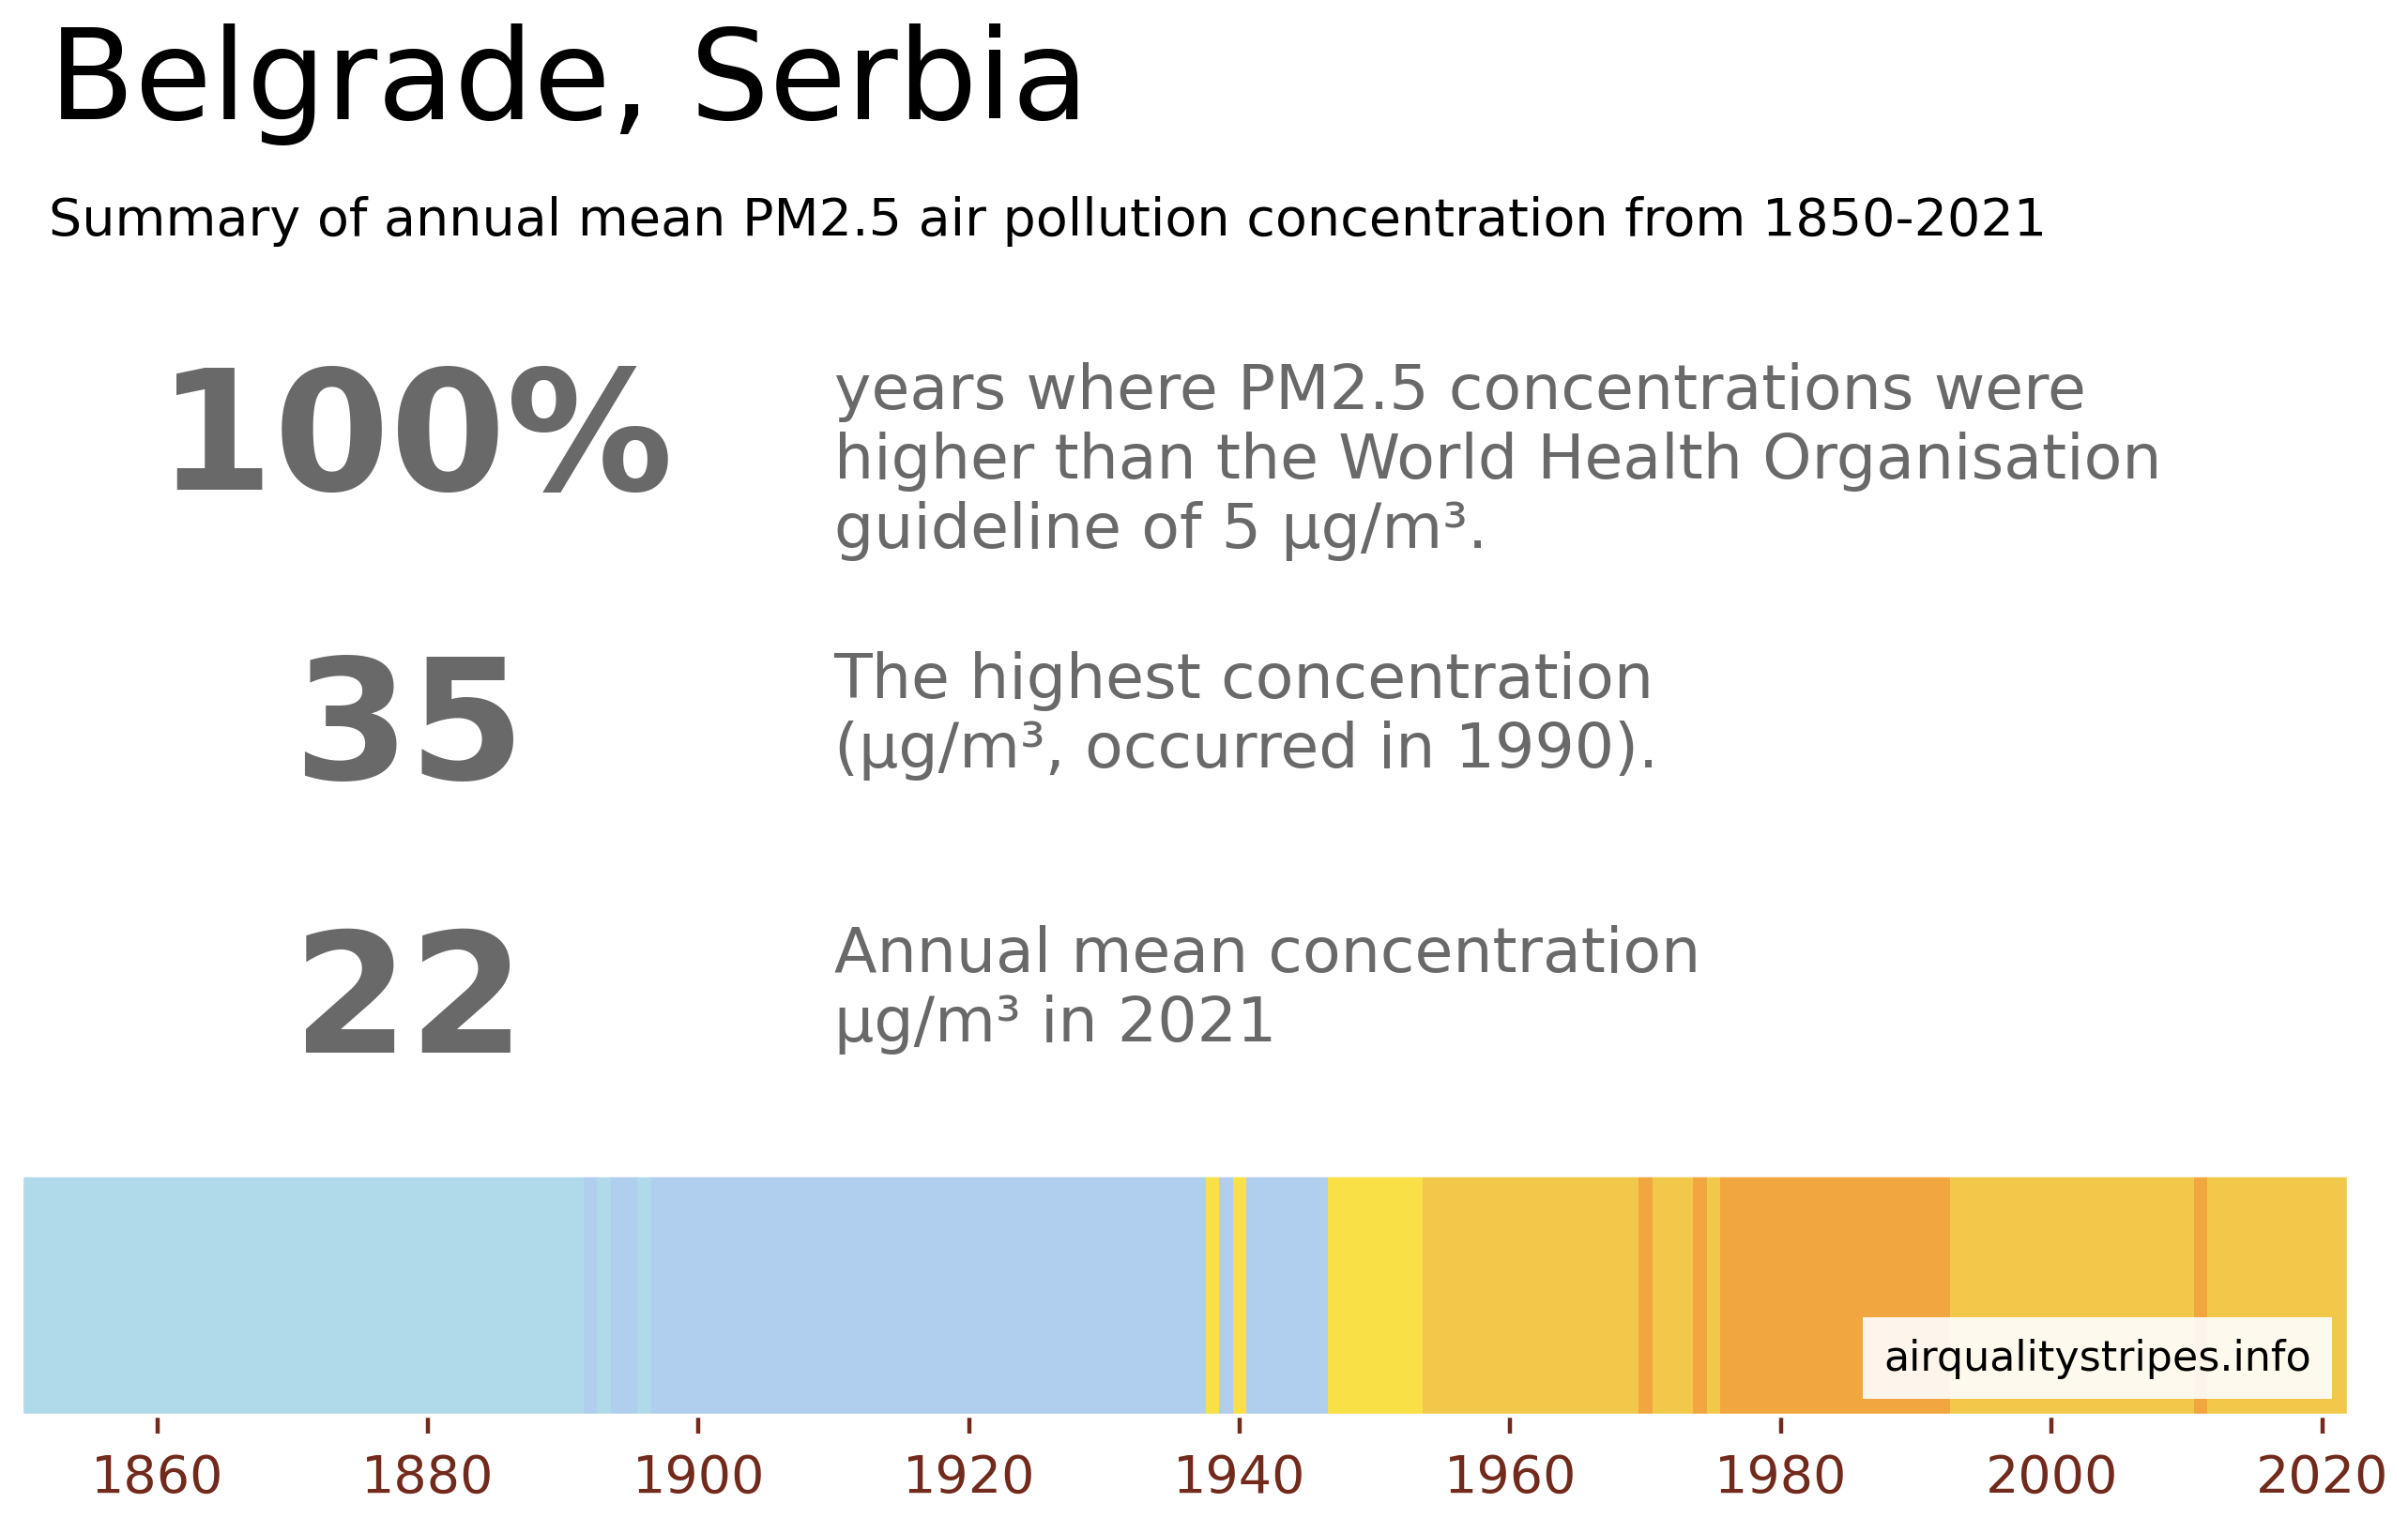 Belgrade, Serbia
Summary of annual mean PM2.5 air pollution concentration from 1850-2021
100%
years where PM2.5 concentrations were
higher than the World Health Organisation
guideline of 5 µg/m³.
35
The highest concentration
(µg/m³, occurred in 1990).
22
Annual mean concentration
µg/m³ in 2021
airqualitystripes.info
1860 1880 1900 1920 1940 1960 1980 2000 2020